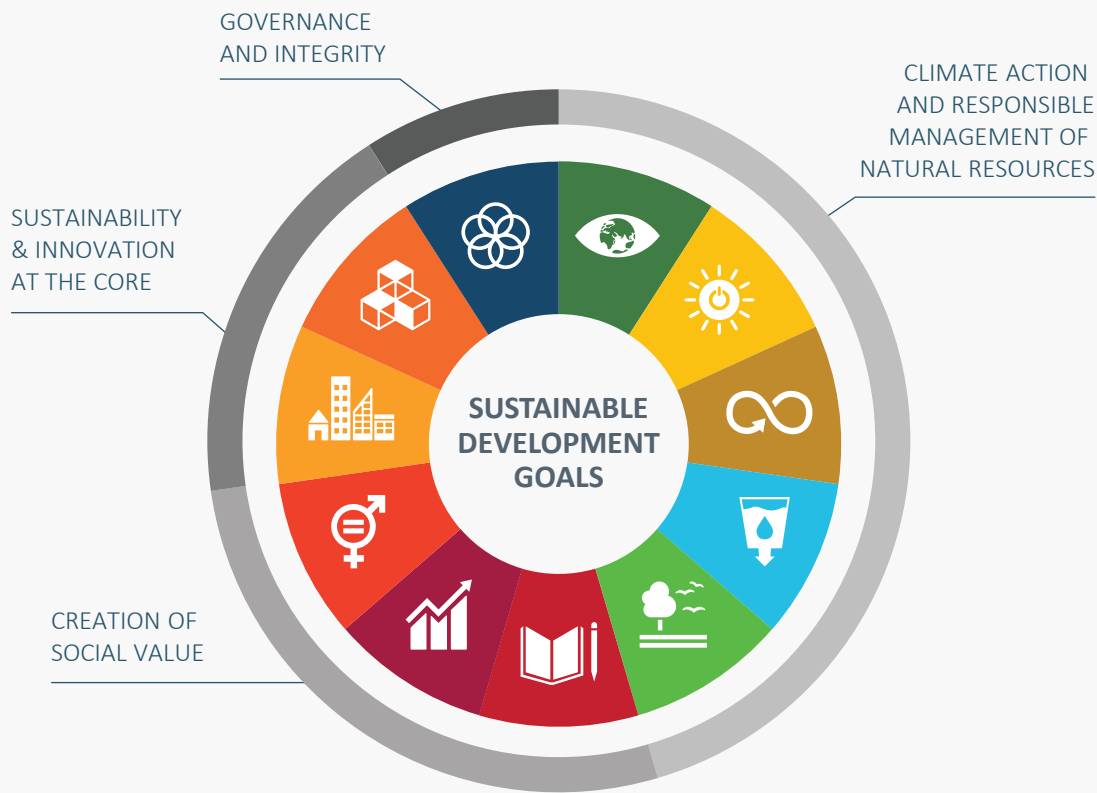 GOVERNANCE
AND INTEGRITY
CLIMATE ACTION
AND RESPONSIBLE
MANAGEMENT OF
NATURAL RESOURCES
SUSTAINABILITY
& INNOVATION
AT THE CORE
SUSTAINABLE
DEVELOPMENT
GOALS
CREATION OF
SOCIAL VALUE